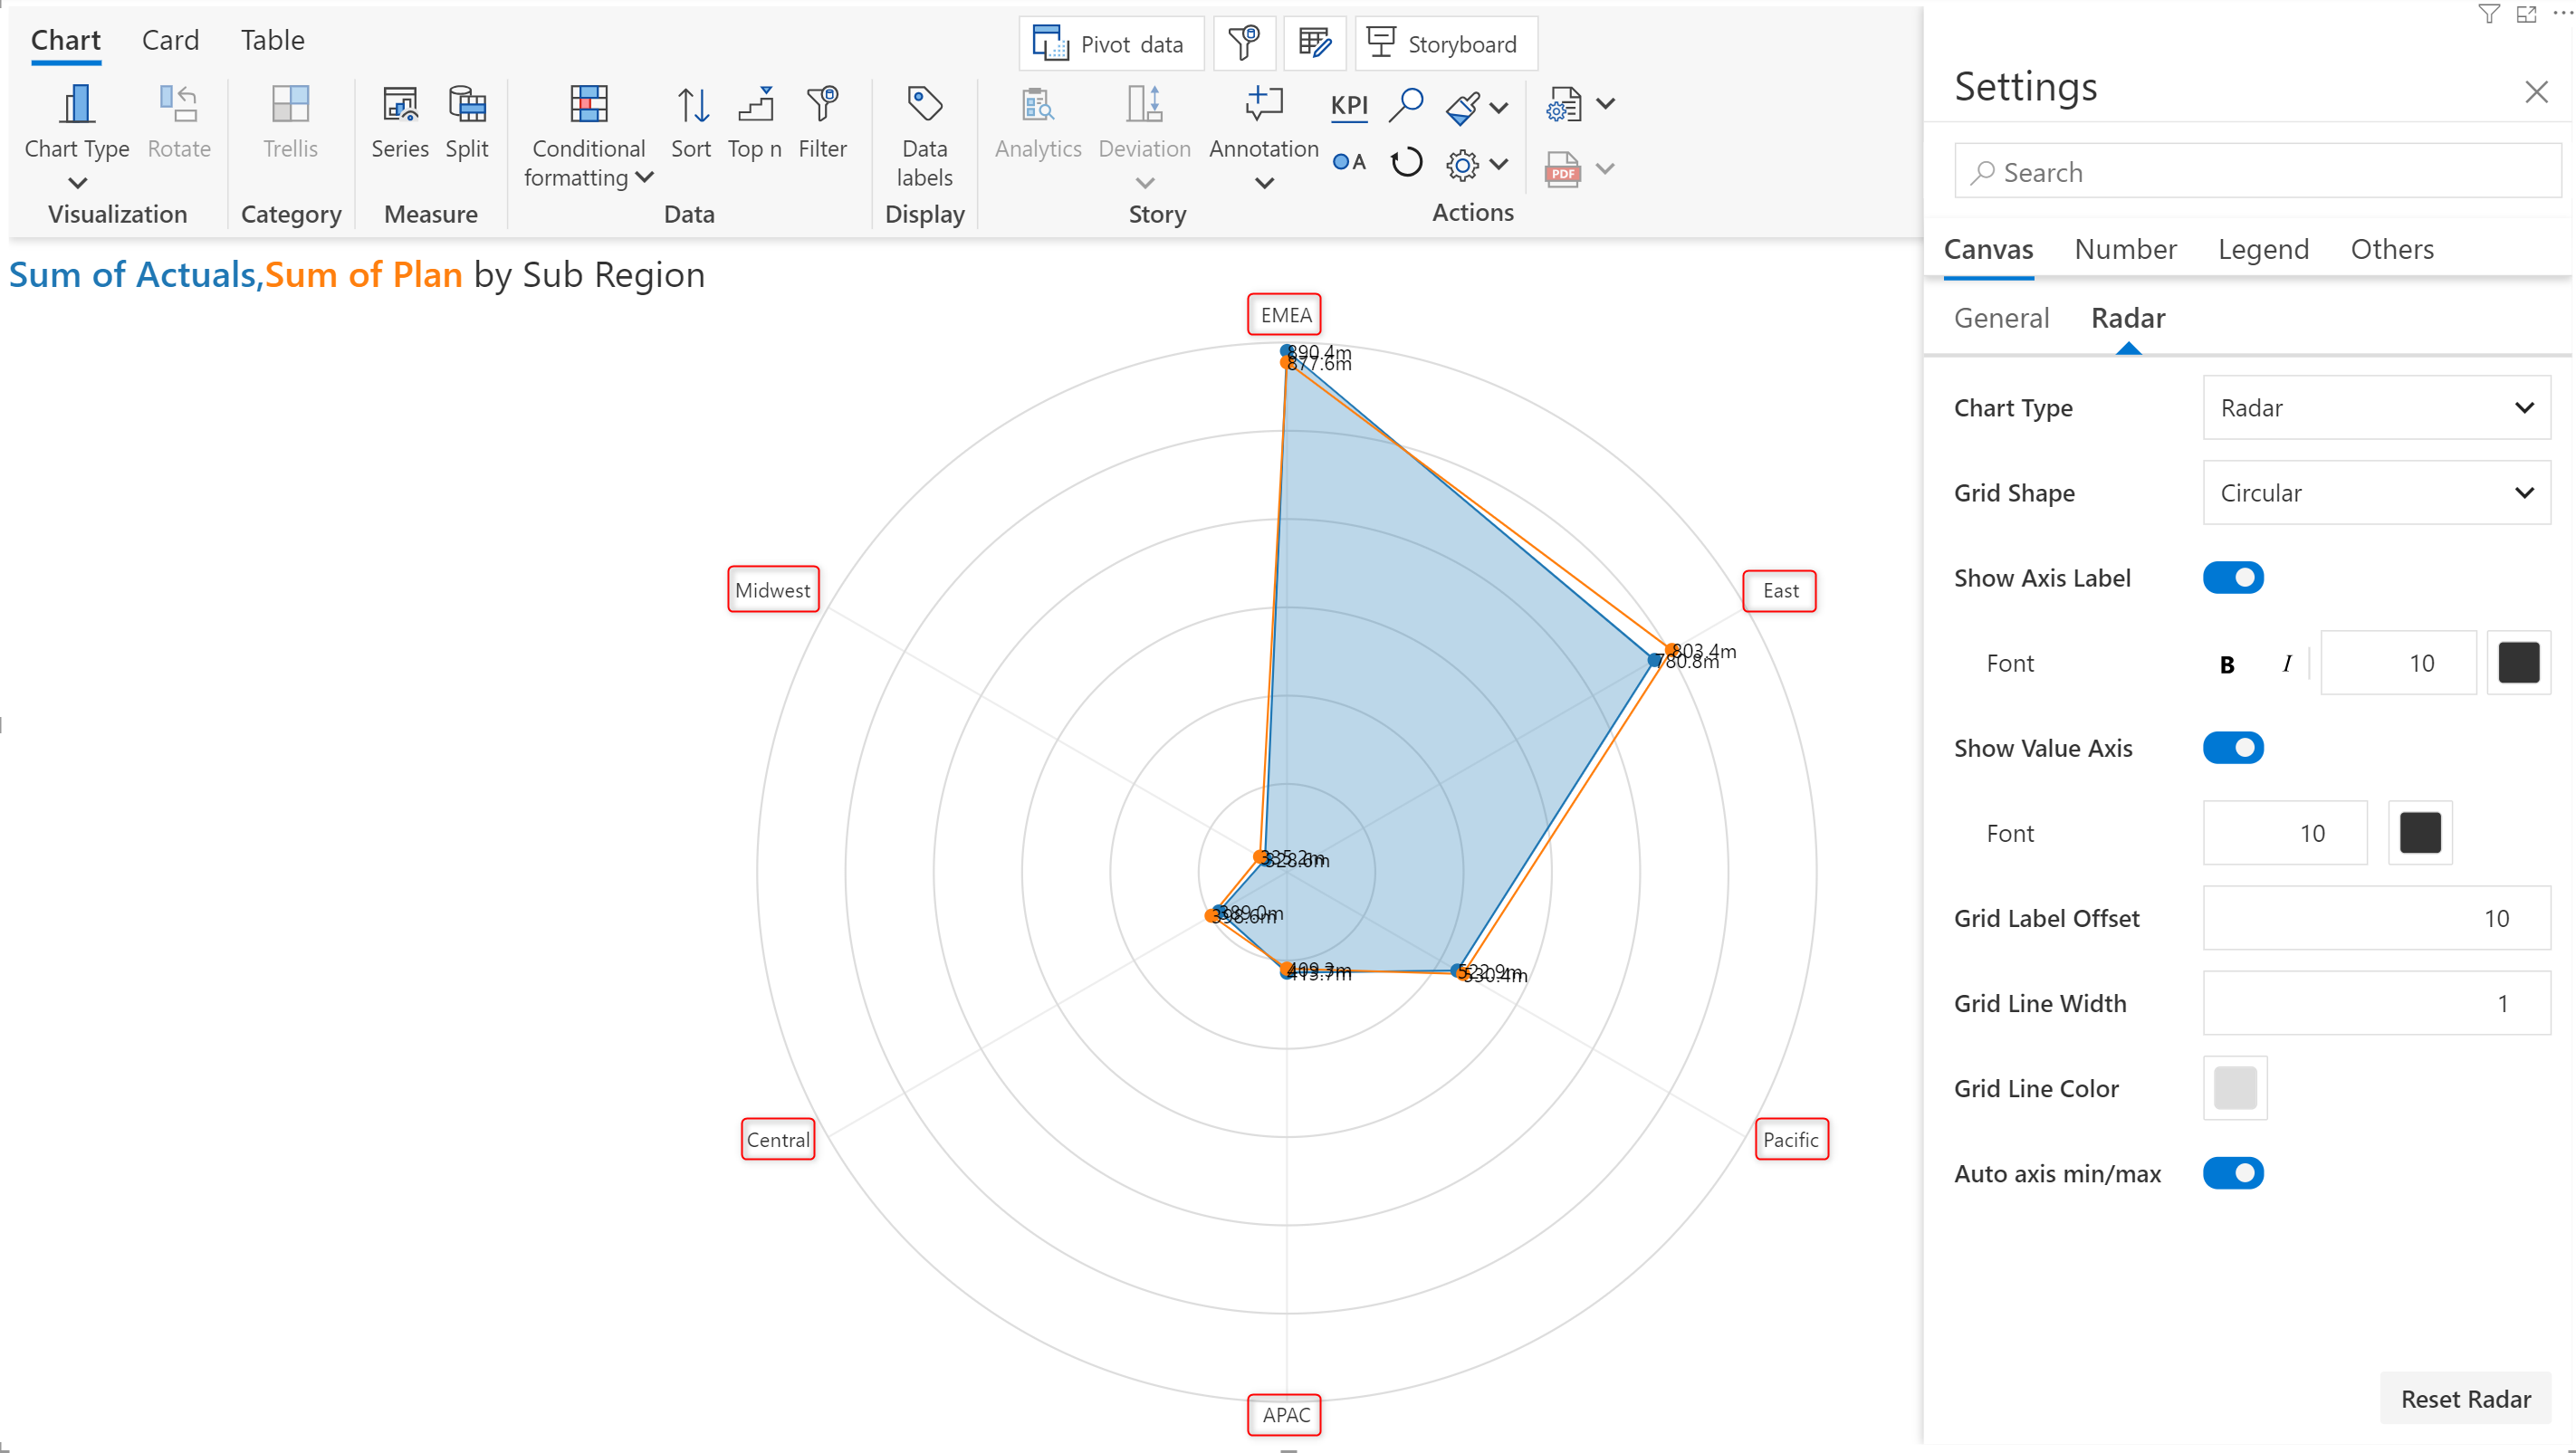 Chart Card Table
Pivot data Storyboard
Chart Type Rotate Trellis Series Split Conditional formatting Sort Top n Filter Data labels Analytics Deviation Annotation KPI
A
PDF
Visualization Category Measure Data Display Story Actions
Sum of Actuals,Sum of Plan by Sub Region
EMEA
890.4m
877.6m
Midwest
East
803.4m
780.8m
335.2m
328.6m
389.0m
398.6m
409.3m
413.7m
522.9m
530.4m
Central
Pacific
APAC
Settings
Search
Canvas Number Legend Others
General Radar
Chart Type Radar
Grid Shape Circular
Show Axis Label
Font B I 10
Show Value Axis
Font 10
Grid Label Offset 10
Grid Line Width 1
Grid Line Color
Auto axis min/max
Reset Radar